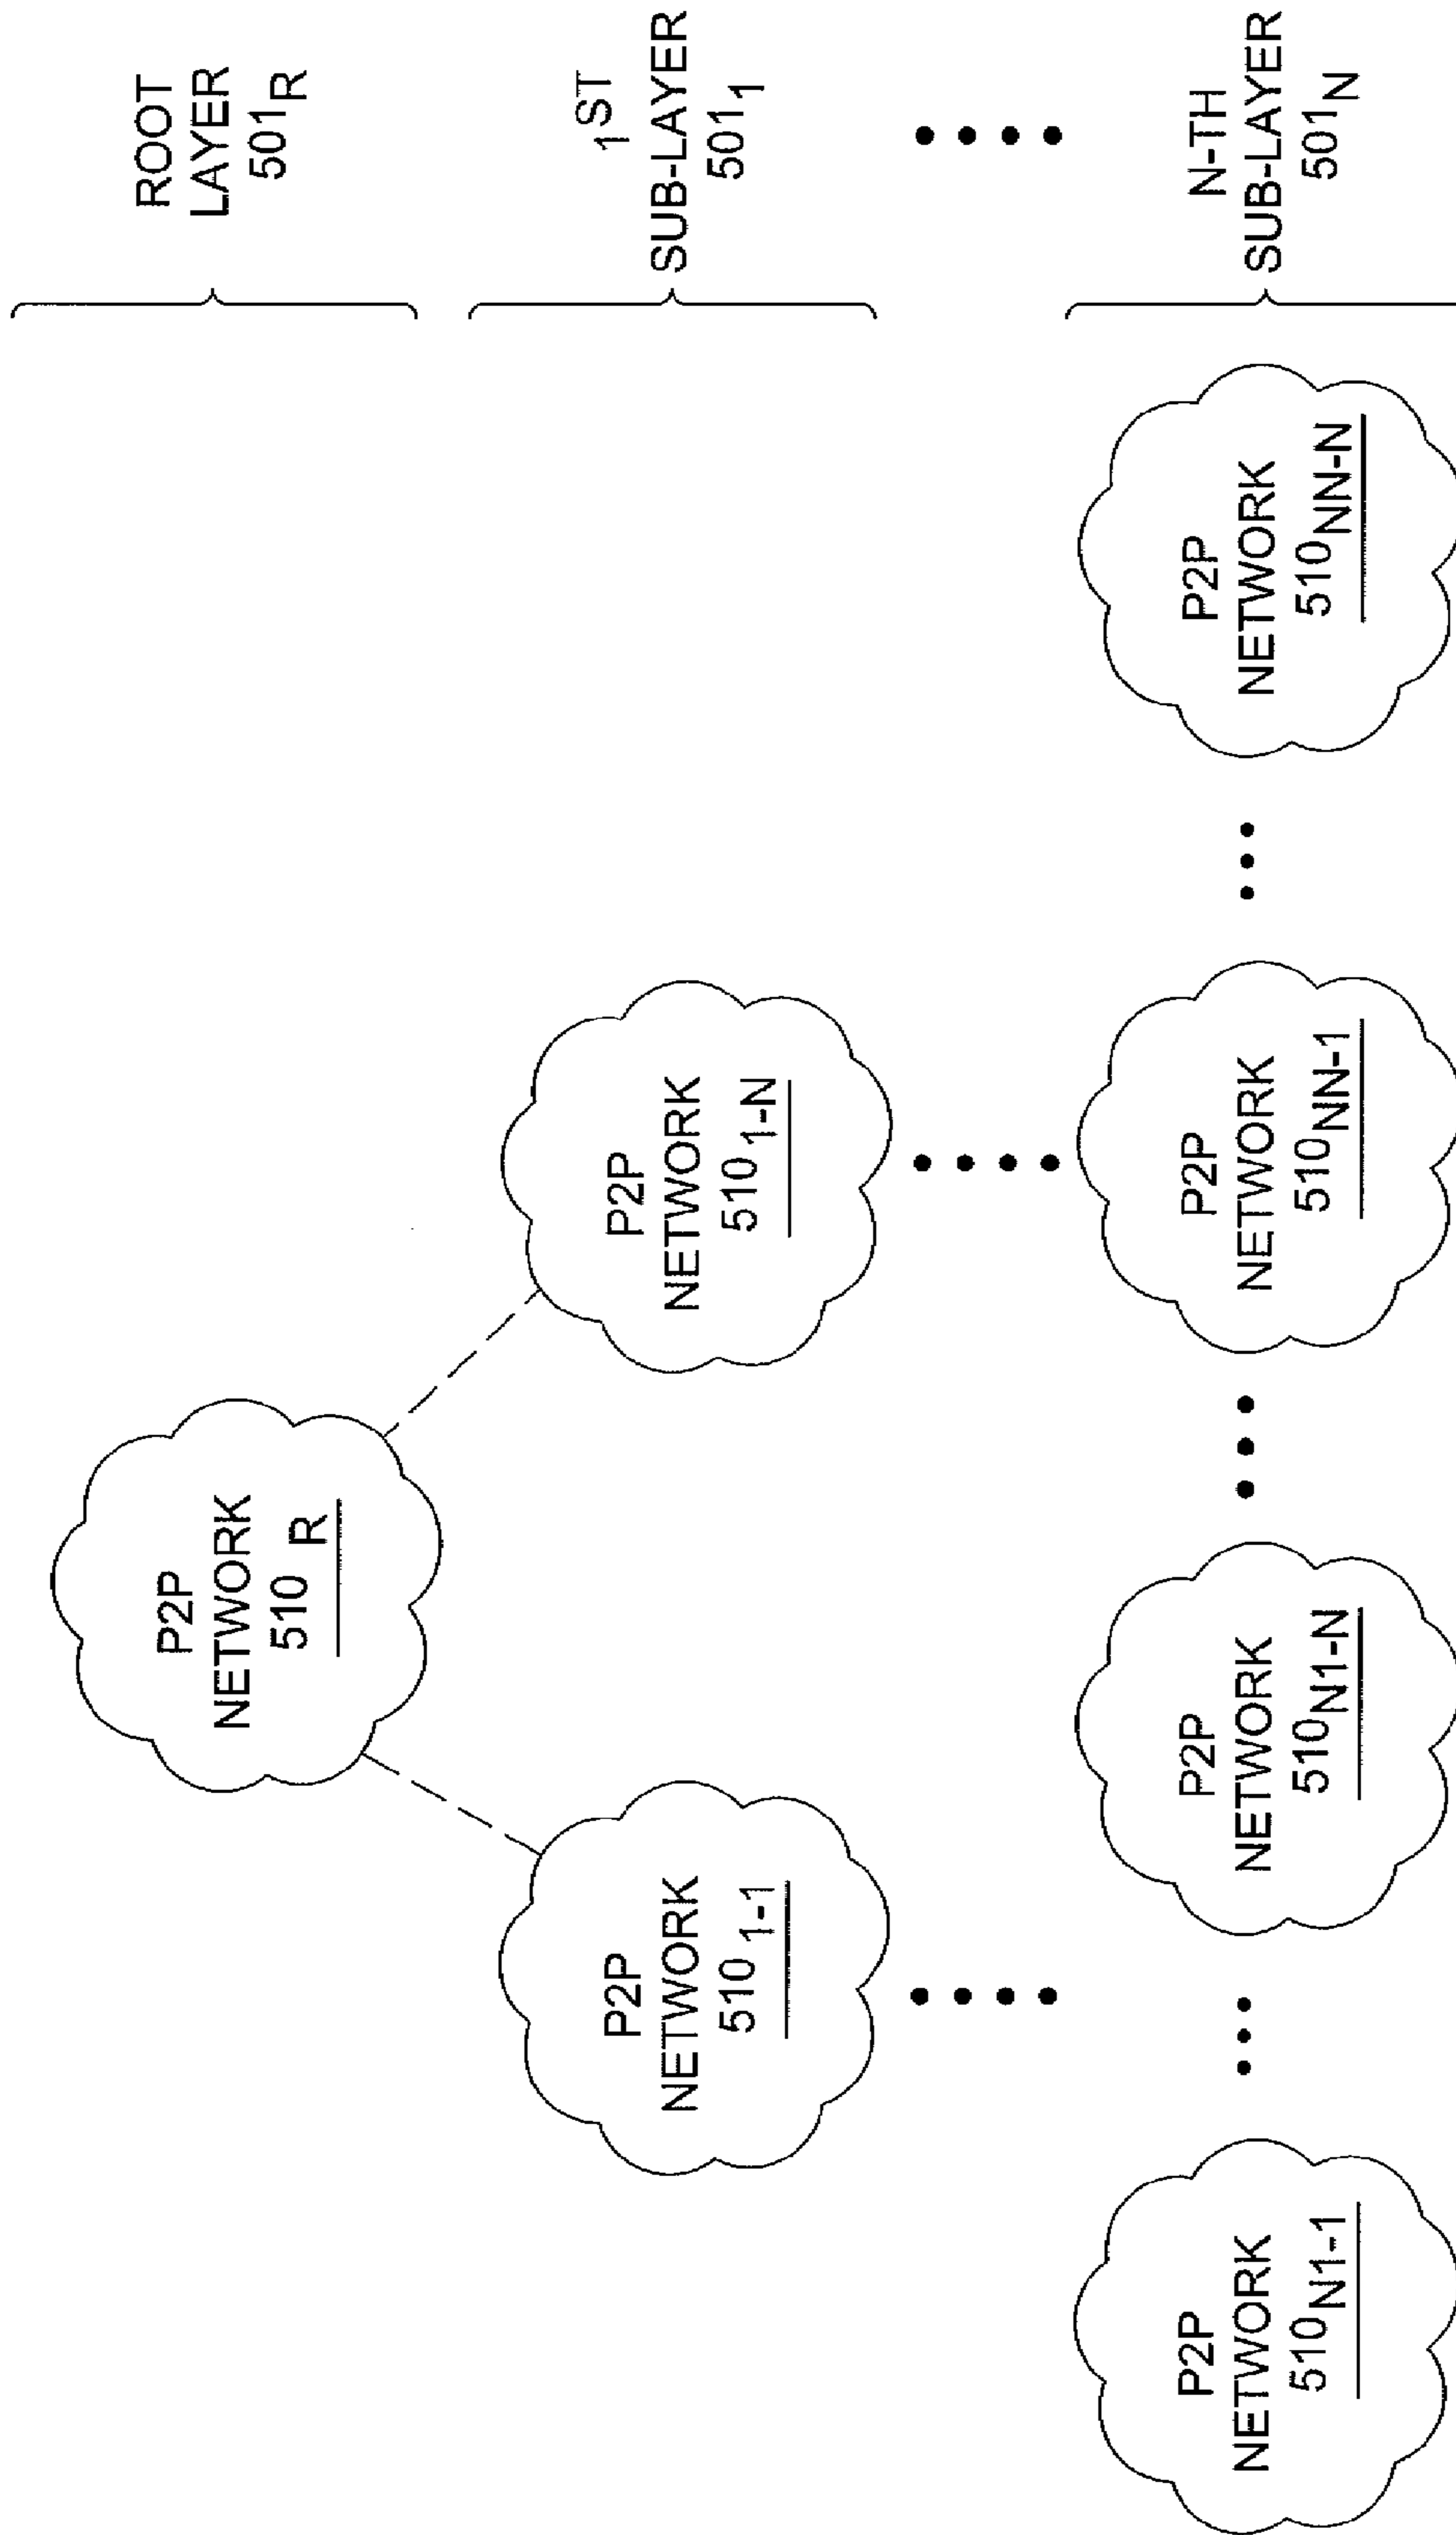 ROOT
LAYER
501R
1ST
SUB-LAYER
5011
N-TH
SUB-LAYER
501N
P2P
NETWORK
510 R
P2P
NETWORK
5101-1
P2P
NETWORK
5101-N
P2P
NETWORK
510N1-1
P2P
NETWORK
510N1-N
P2P
NETWORK
510NN-1
P2P
NETWORK
510NN-N